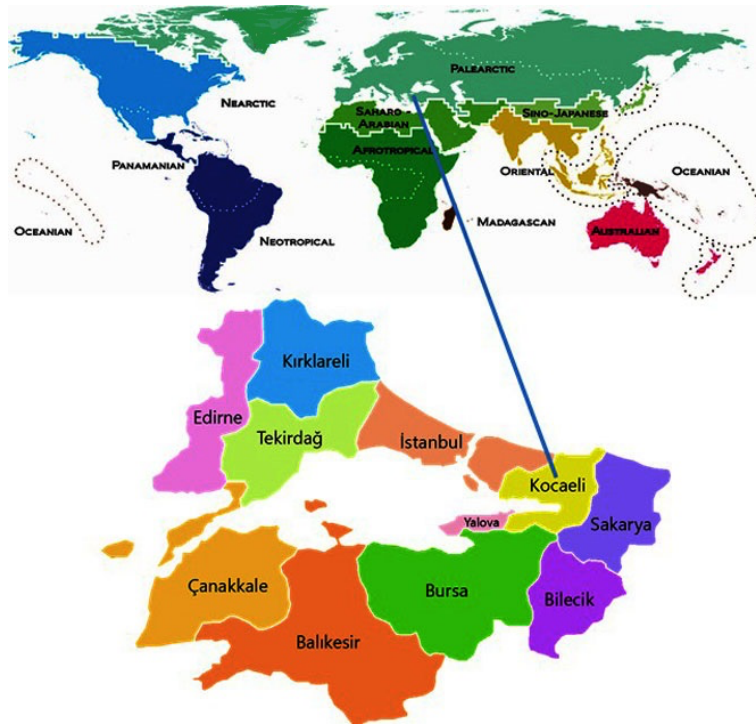 PALEARCTIC
NEARCTIC
SAHARO-
ARABIAN
SINO-JAPANESE
PANAMANIAN
AFROTROPICAL
ORIENTAL
OCEANIAN
OCEANIAN
NEOTROPICAL
MADAGASCAN
AUSTRALIAN
Kırklareli
Edirne
Tekirdağ
İstanbul
Kocaeli
Yalova
Sakarya
Çanakkale
Bursa
Bilecik
Balıkesir